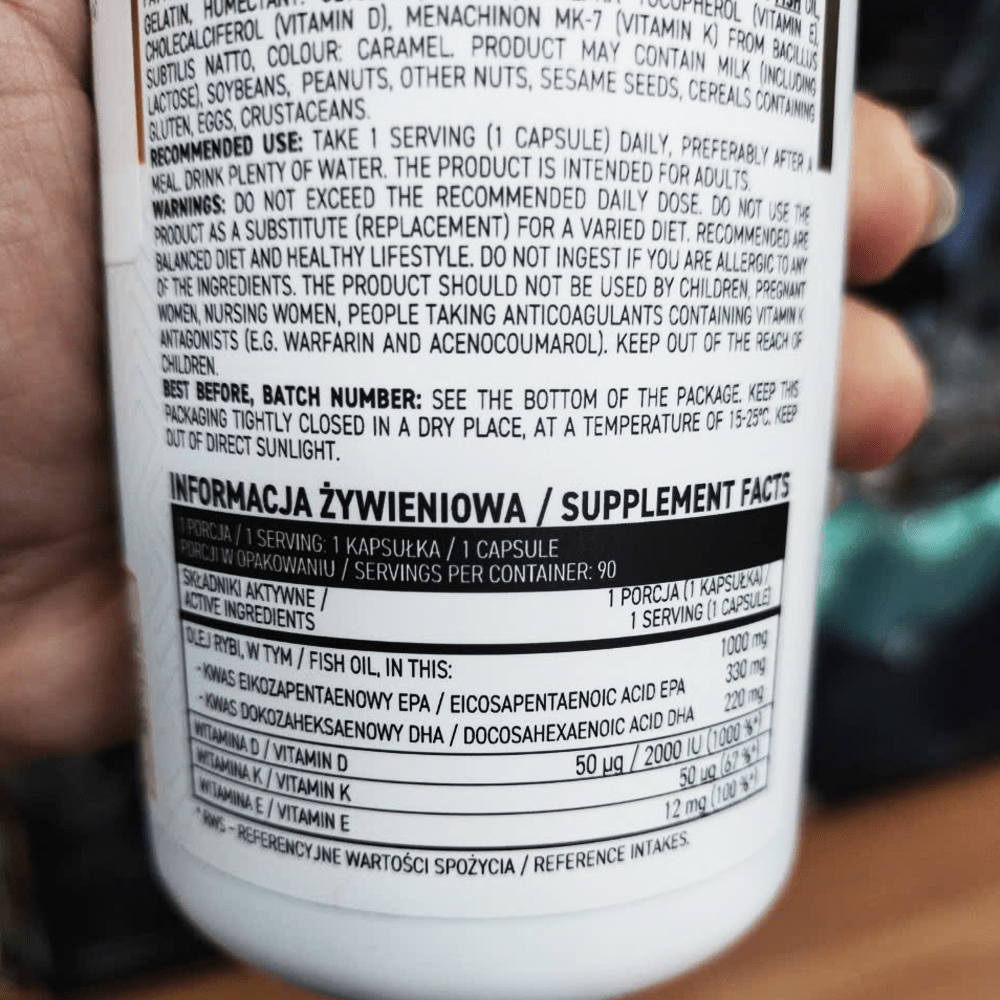 GELATIN,
CHOLECALCIFEROL (VITAMIN D), MENACHINON MK-7 (VITAMIN K) FROM BACILLUS
SUBTILIS NATTO, COLOUR: CARAMEL. PRODUCT MAY CONTAIN MILK (INCLUDING
LACTOSE), SOYBEANS, PEANUTS, OTHER NUTS, SESAME SEEDS, CEREALS CONTAINING
GLUTEN, EGGS, CRUSTACEANS.
RECOMMENDED USE: TAKE 1 SERVING (1 CAPSULE) DAILY, PREFERABLY AFTER A
MEAL. DRINK PLENTY OF WATER. THE PRODUCT IS INTENDED FOR ADULTS.
WARNINGS: DO NOT EXCEED THE RECOMMENDED DAILY DOSE. DO NOT USE THE
PRODUCT AS A SUBSTITUTE (REPLACEMENT) FOR A VARIED DIET. RECOMMENDED ARE
BALANCED DIET AND HEALTHY LIFESTYLE. DO NOT INGEST IF YOU ARE ALLERGIC TO ANY
OF THE INGREDIENTS. THE PRODUCT SHOULD NOT BE USED BY CHILDREN, PREGNANT
WOMEN, NURSING WOMEN, PEOPLE TAKING ANTICOAGULANTS CONTAINING VITAMIN K
ANTAGONISTS (E.G. WARFARIN AND ACENOCOUMAROL). KEEP OUT OF THE REACH OF
CHILDREN.
BEST BEFORE, BATCH NUMBER: SEE THE BOTTOM OF THE PACKAGE. KEEP THIS
PACKAGING TIGHTLY CLOSED IN A DRY PLACE, AT A TEMPERATURE OF 15-25°C. KEEP
OUT OF DIRECT SUNLIGHT.
INFORMACJA ŻYWIENIOWA / SUPPLEMENT FACTS
1 PORCJA / 1 SERVING: 1 KAPSUŁKA / 1 CAPSULE
PORCJI W OPAKOWANIU / SERVINGS PER CONTAINER: 90
SKŁADNIKI AKTYWNE / 1 PORCJA (1 KAPSUŁKA) /
ACTIVE INGREDIENTS 1 SERVING (1 CAPSULE)
OLEJ RYBI, W TYM / FISH OIL, IN THIS: 1000 mg
- KWAS EIKOZAPENTAENOWY EPA / EICOSAPENTAENOIC ACID EPA 330 mg
- KWAS DOKOZAHEKSAENOWY DHA / DOCOSAHEXAENOIC ACID DHA 220 mg
WITAMINA D / VITAMIN D 50 µg / 2000 IU (1000 %*)
WITAMINA K / VITAMIN K 50 µg (67 %*)
WITAMINA E / VITAMIN E 12 mg (100 %*)
* RWS - REFERENCYJNE WARTOŚCI SPOŻYCIA / REFERENCE INTAKES.